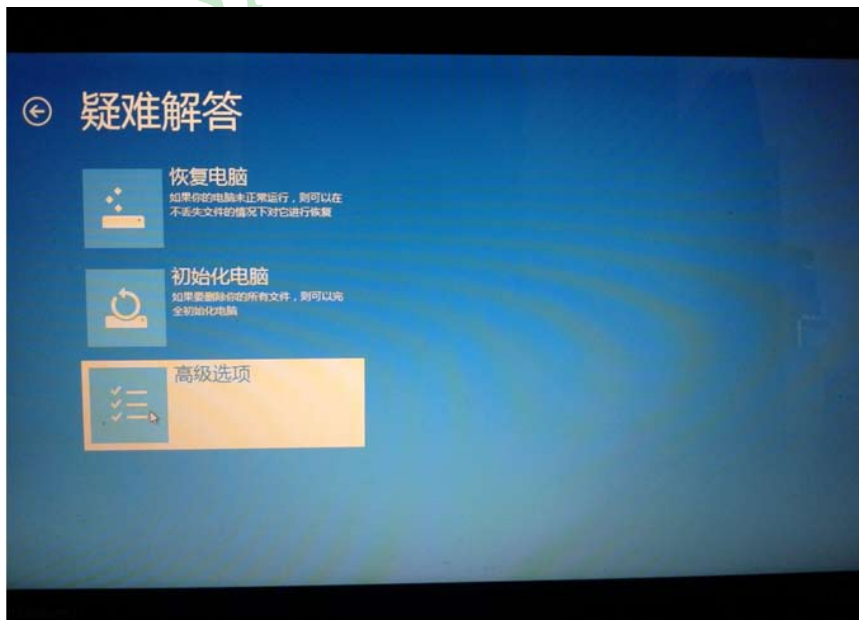 疑难解答
恢复电脑
如果你的电脑未正常运行，则可以在
不丢失文件的情况下对它进行恢复
初始化电脑
如果要删除你的所有文件，则可以完
全初始化电脑
高级选项